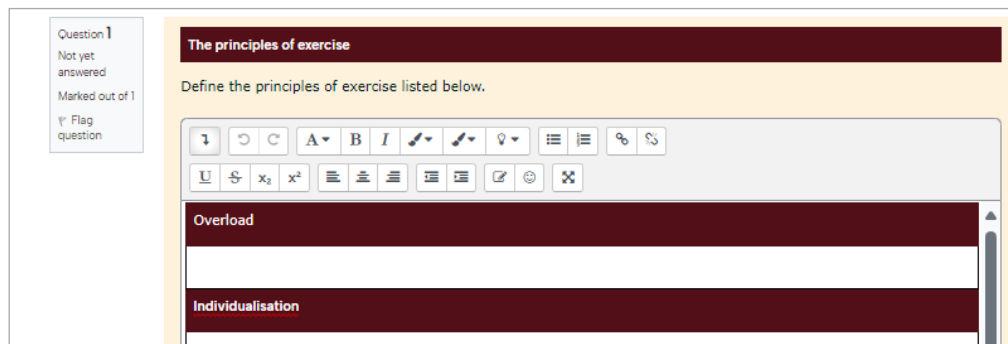 Question 1
Not yet
answered
Marked out of 1
Flag
question
The principles of exercise
Define the principles of exercise listed below.
A B I
U S x₂ x²
Overload
Individualisation